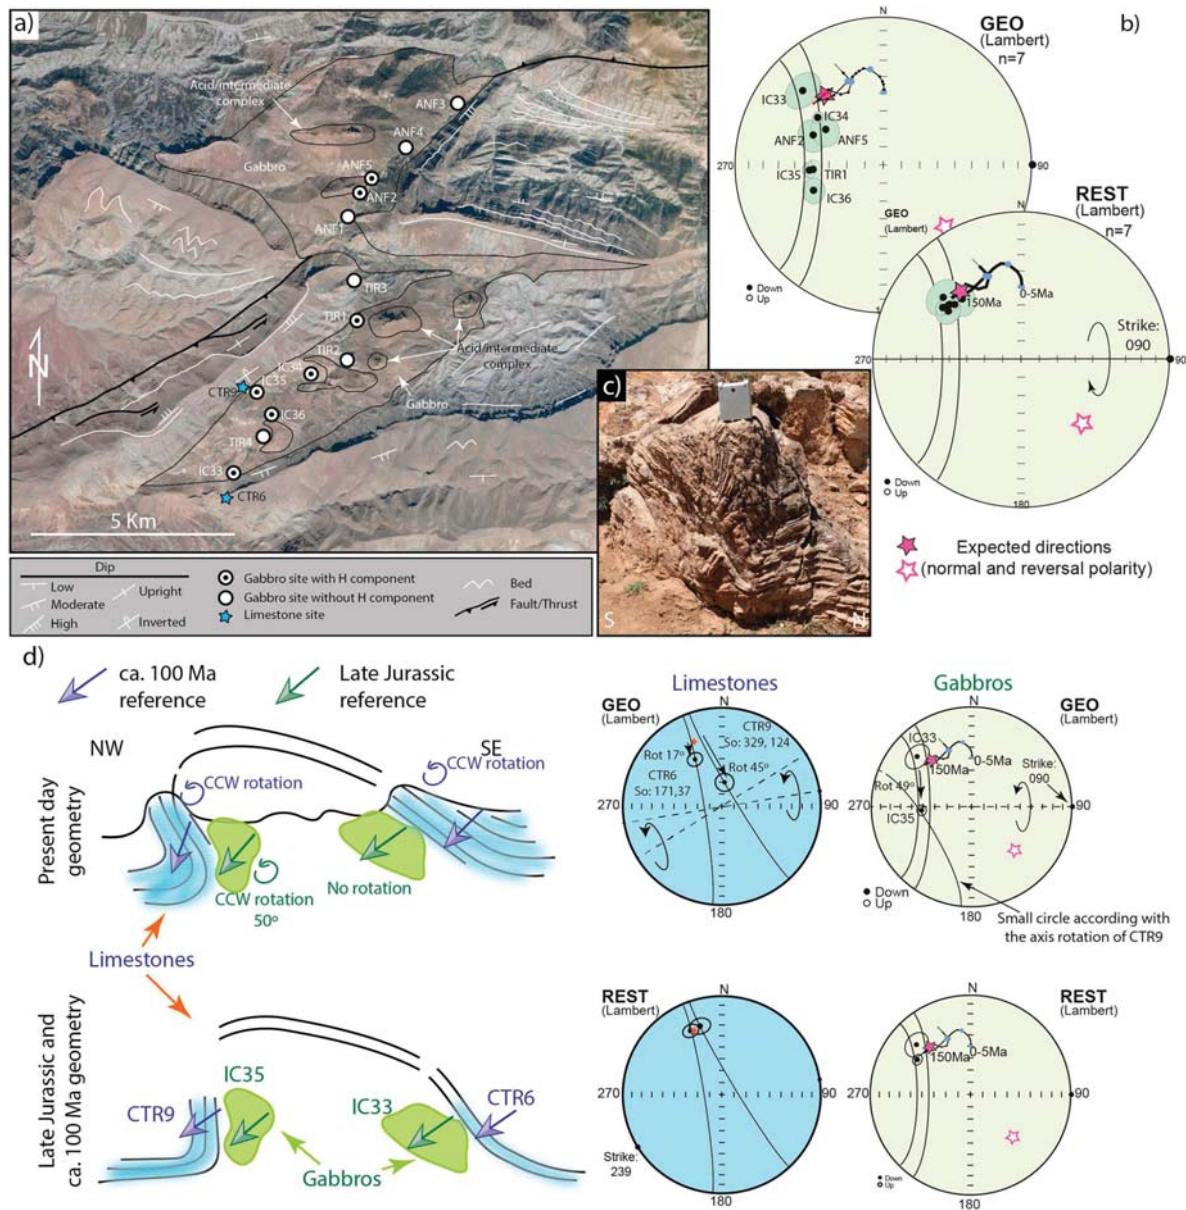 a)
Acid/intermediate
complex
ANF3
ANF4
Gabbro
ANF5
ANF2
ANF1
TIR3
TIR1
TIR2
Acid/intermediate
complex
IC34
IC35
CTR9
Gabbro
IC36
TIR4
IC33
CTR6
N
5 Km
Dip
Low
Moderate
High
Upright
Inverted
Gabbro site with H component
Gabbro site without H component
Limestone site
Bed
Fault/Thrust
b)
GEO
(Lambert)
n=7
IC33
IC34
ANF2
ANF5
270
90
IC35
TIR1
IC36
GEO
(Lambert)
Down
Up
REST
(Lambert)
n=7
150Ma
0-5Ma
Strike:
090
270
90
Down
Up
180
Expected directions
(normal and reversal polarity)
c)
S
N
d)
ca. 100 Ma
reference
Late Jurassic
reference
NW
SE
CCW rotation
CCW rotation
CCW rotation
50º
No rotation
Present day
geometry
Limestones
Late Jurassic and
ca. 100 Ma geometry
IC35
CTR9
IC33
CTR6
Gabbros
Limestones
GEO
(Lambert)
N
CTR9
So: 329, 124
Rot 17º
Rot 45º
CTR6
So: 171,37
270
90
180
Gabbros
GEO
(Lambert)
N
IC33
150Ma
0-5Ma
Strike:
090
Rot 49º
270
90
IC35
Down
Up
180
Small circle according with
the axis rotation of CTR9
REST
(Lambert)
N
270
90
Strike:
239
180
REST
(Lambert)
N
150Ma
0-5Ma
270
90
Down
Up
180